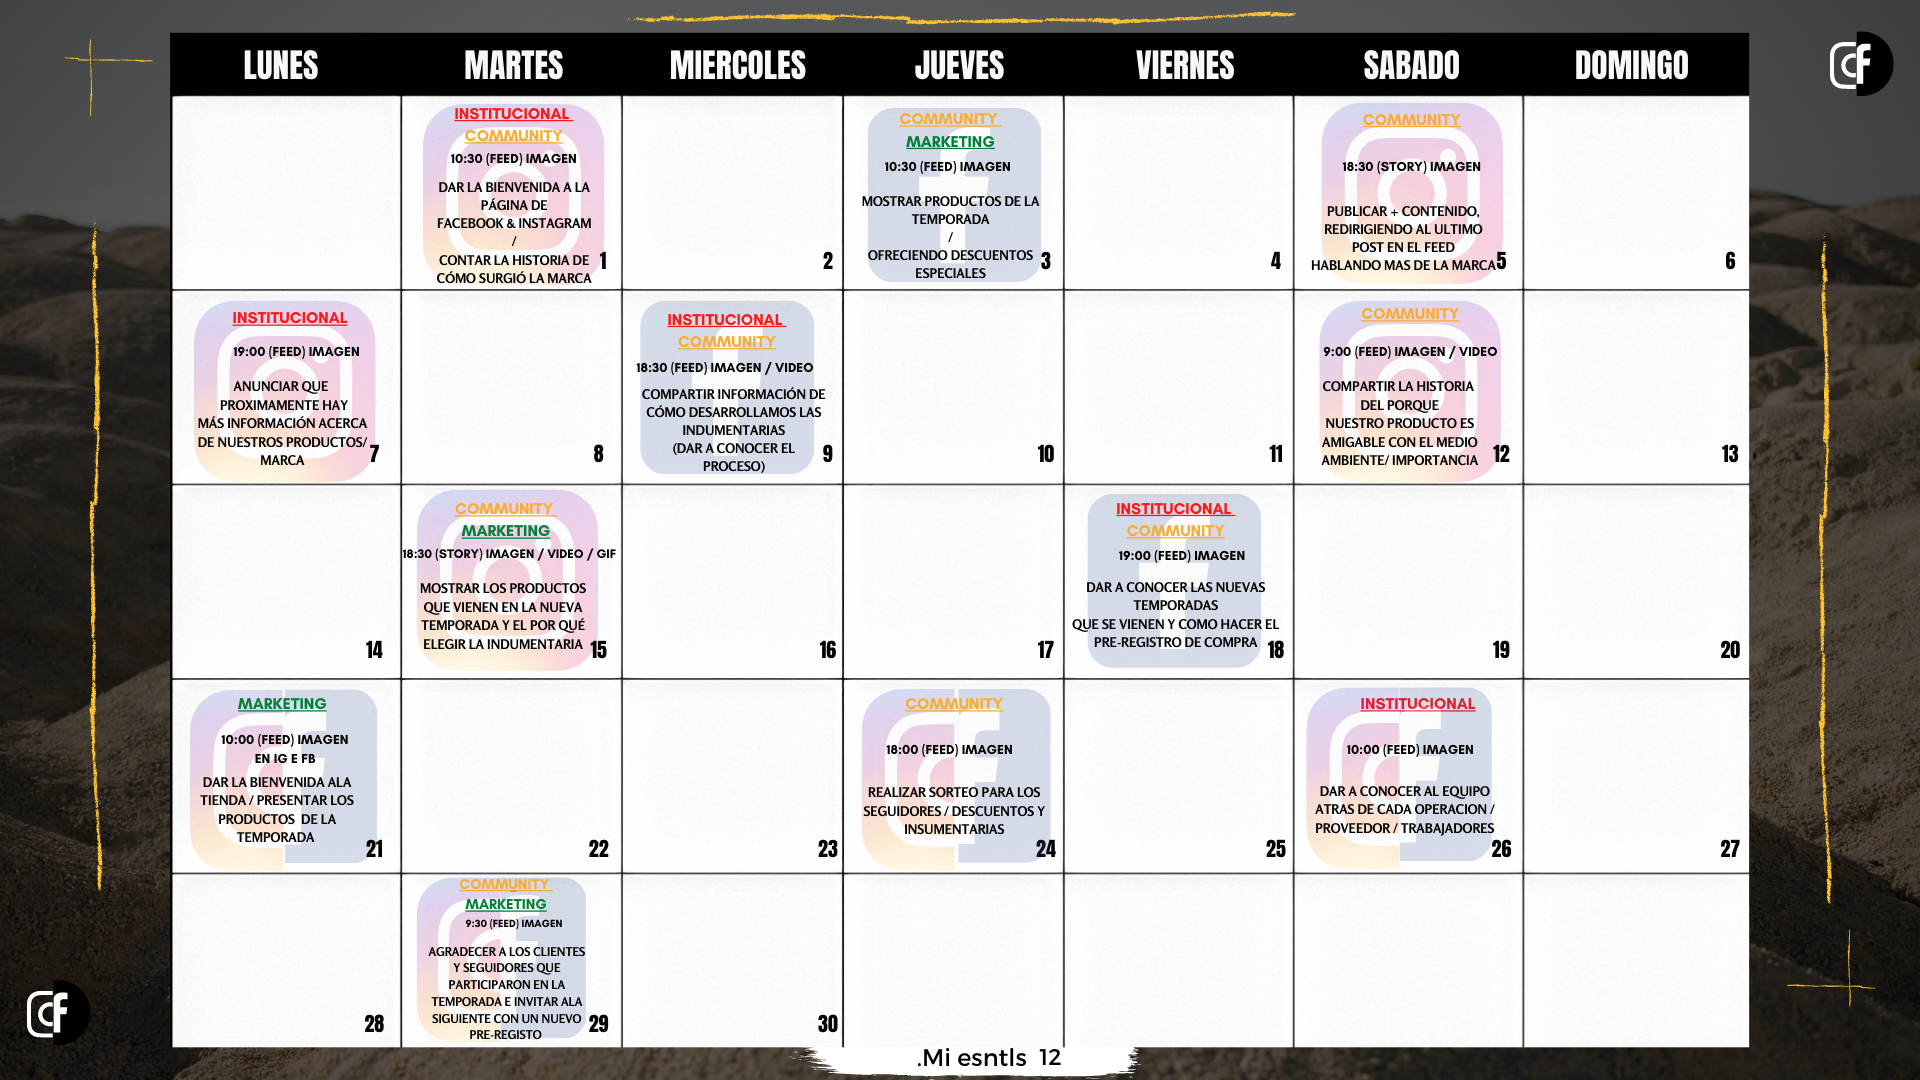 LUNES MARTES MIERCOLES JUEVES VIERNES SABADO DOMINGO
INSTITUCIONAL
COMMUNITY
10:30 (FEED) IMAGEN
DAR LA BIENVENIDA A LA
PÁGINA DE
FACEBOOK & INSTAGRAM
/
CONTAR LA HISTORIA DE
CÓMO SURGIÓ LA MARCA
1
2
COMMUNITY
MARKETING
10:30 (FEED) IMAGEN
MOSTRAR PRODUCTOS DE LA
TEMPORADA
/
OFRECIENDO DESCUENTOS
ESPECIALES
3
4
COMMUNITY
18:30 (STORY) IMAGEN
PUBLICAR + CONTENIDO,
REDIRIGIENDO AL ULTIMO
POST EN EL FEED
HABLANDO MAS DE LA MARCA
5
6
INSTITUCIONAL
19:00 (FEED) IMAGEN
ANUNCIAR QUE
PROXIMAMENTE HAY
MÁS INFORMACIÓN ACERCA
DE NUESTROS PRODUCTOS/
MARCA
7
8
INSTITUCIONAL
COMMUNITY
18:30 (FEED) IMAGEN / VIDEO
COMPARTIR INFORMACIÓN DE
CÓMO DESARROLLAMOS LAS
INDUMENTARIAS
(DAR A CONOCER EL
PROCESO)
9
10
11
COMMUNITY
9:00 (FEED) IMAGEN / VIDEO
COMPARTIR LA HISTORIA
DEL PORQUE
NUESTRO PRODUCTO ES
AMIGABLE CON EL MEDIO
AMBIENTE/ IMPORTANCIA
12
13
14
COMMUNITY
MARKETING
18:30 (STORY) IMAGEN / VIDEO / GIF
MOSTRAR LOS PRODUCTOS
QUE VIENEN EN LA NUEVA
TEMPORADA Y EL POR QUÉ
ELEGIR LA INDUMENTARIA
15
16
17
INSTITUCIONAL
COMMUNITY
19:00 (FEED) IMAGEN
DAR A CONOCER LAS NUEVAS
TEMPORADAS
QUE SE VIENEN Y COMO HACER EL
PRE-REGISTRO DE COMPRA
18
19
20
MARKETING
10:00 (FEED) IMAGEN
EN IG E FB
DAR LA BIENVENIDA ALA
TIENDA / PRESENTAR LOS
PRODUCTOS DE LA
TEMPORADA
21
22
23
COMMUNITY
18:00 (FEED) IMAGEN
REALIZAR SORTEO PARA LOS
SEGUIDORES / DESCUENTOS Y
INSUMENTARIAS
24
25
INSTITUCIONAL
10:00 (FEED) IMAGEN
DAR A CONOCER AL EQUIPO
ATRAS DE CADA OPERACION /
PROVEEDOR / TRABAJADORES
26
27
28
COMMUNITY
MARKETING
9:30 (FEED) IMAGEN
AGRADECER A LOS CLIENTES
Y SEGUIDORES QUE
PARTICIPARON EN LA
TEMPORADA E INVITAR ALA
SIGUIENTE CON UN NUEVO
PRE-REGISTO
29
30
.Mi esntls 12